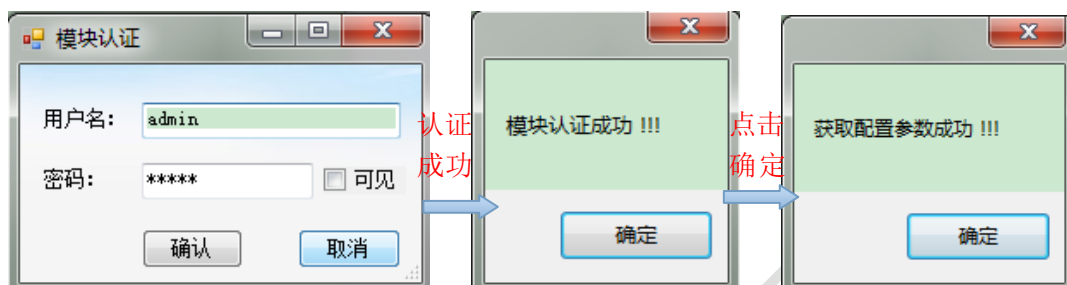 模块认证
用户名: admin
密码: ***** 可见
确认 取消
认证
成功
模块认证成功 !!!
确定
点击
确定
获取配置参数成功 !!!
确定